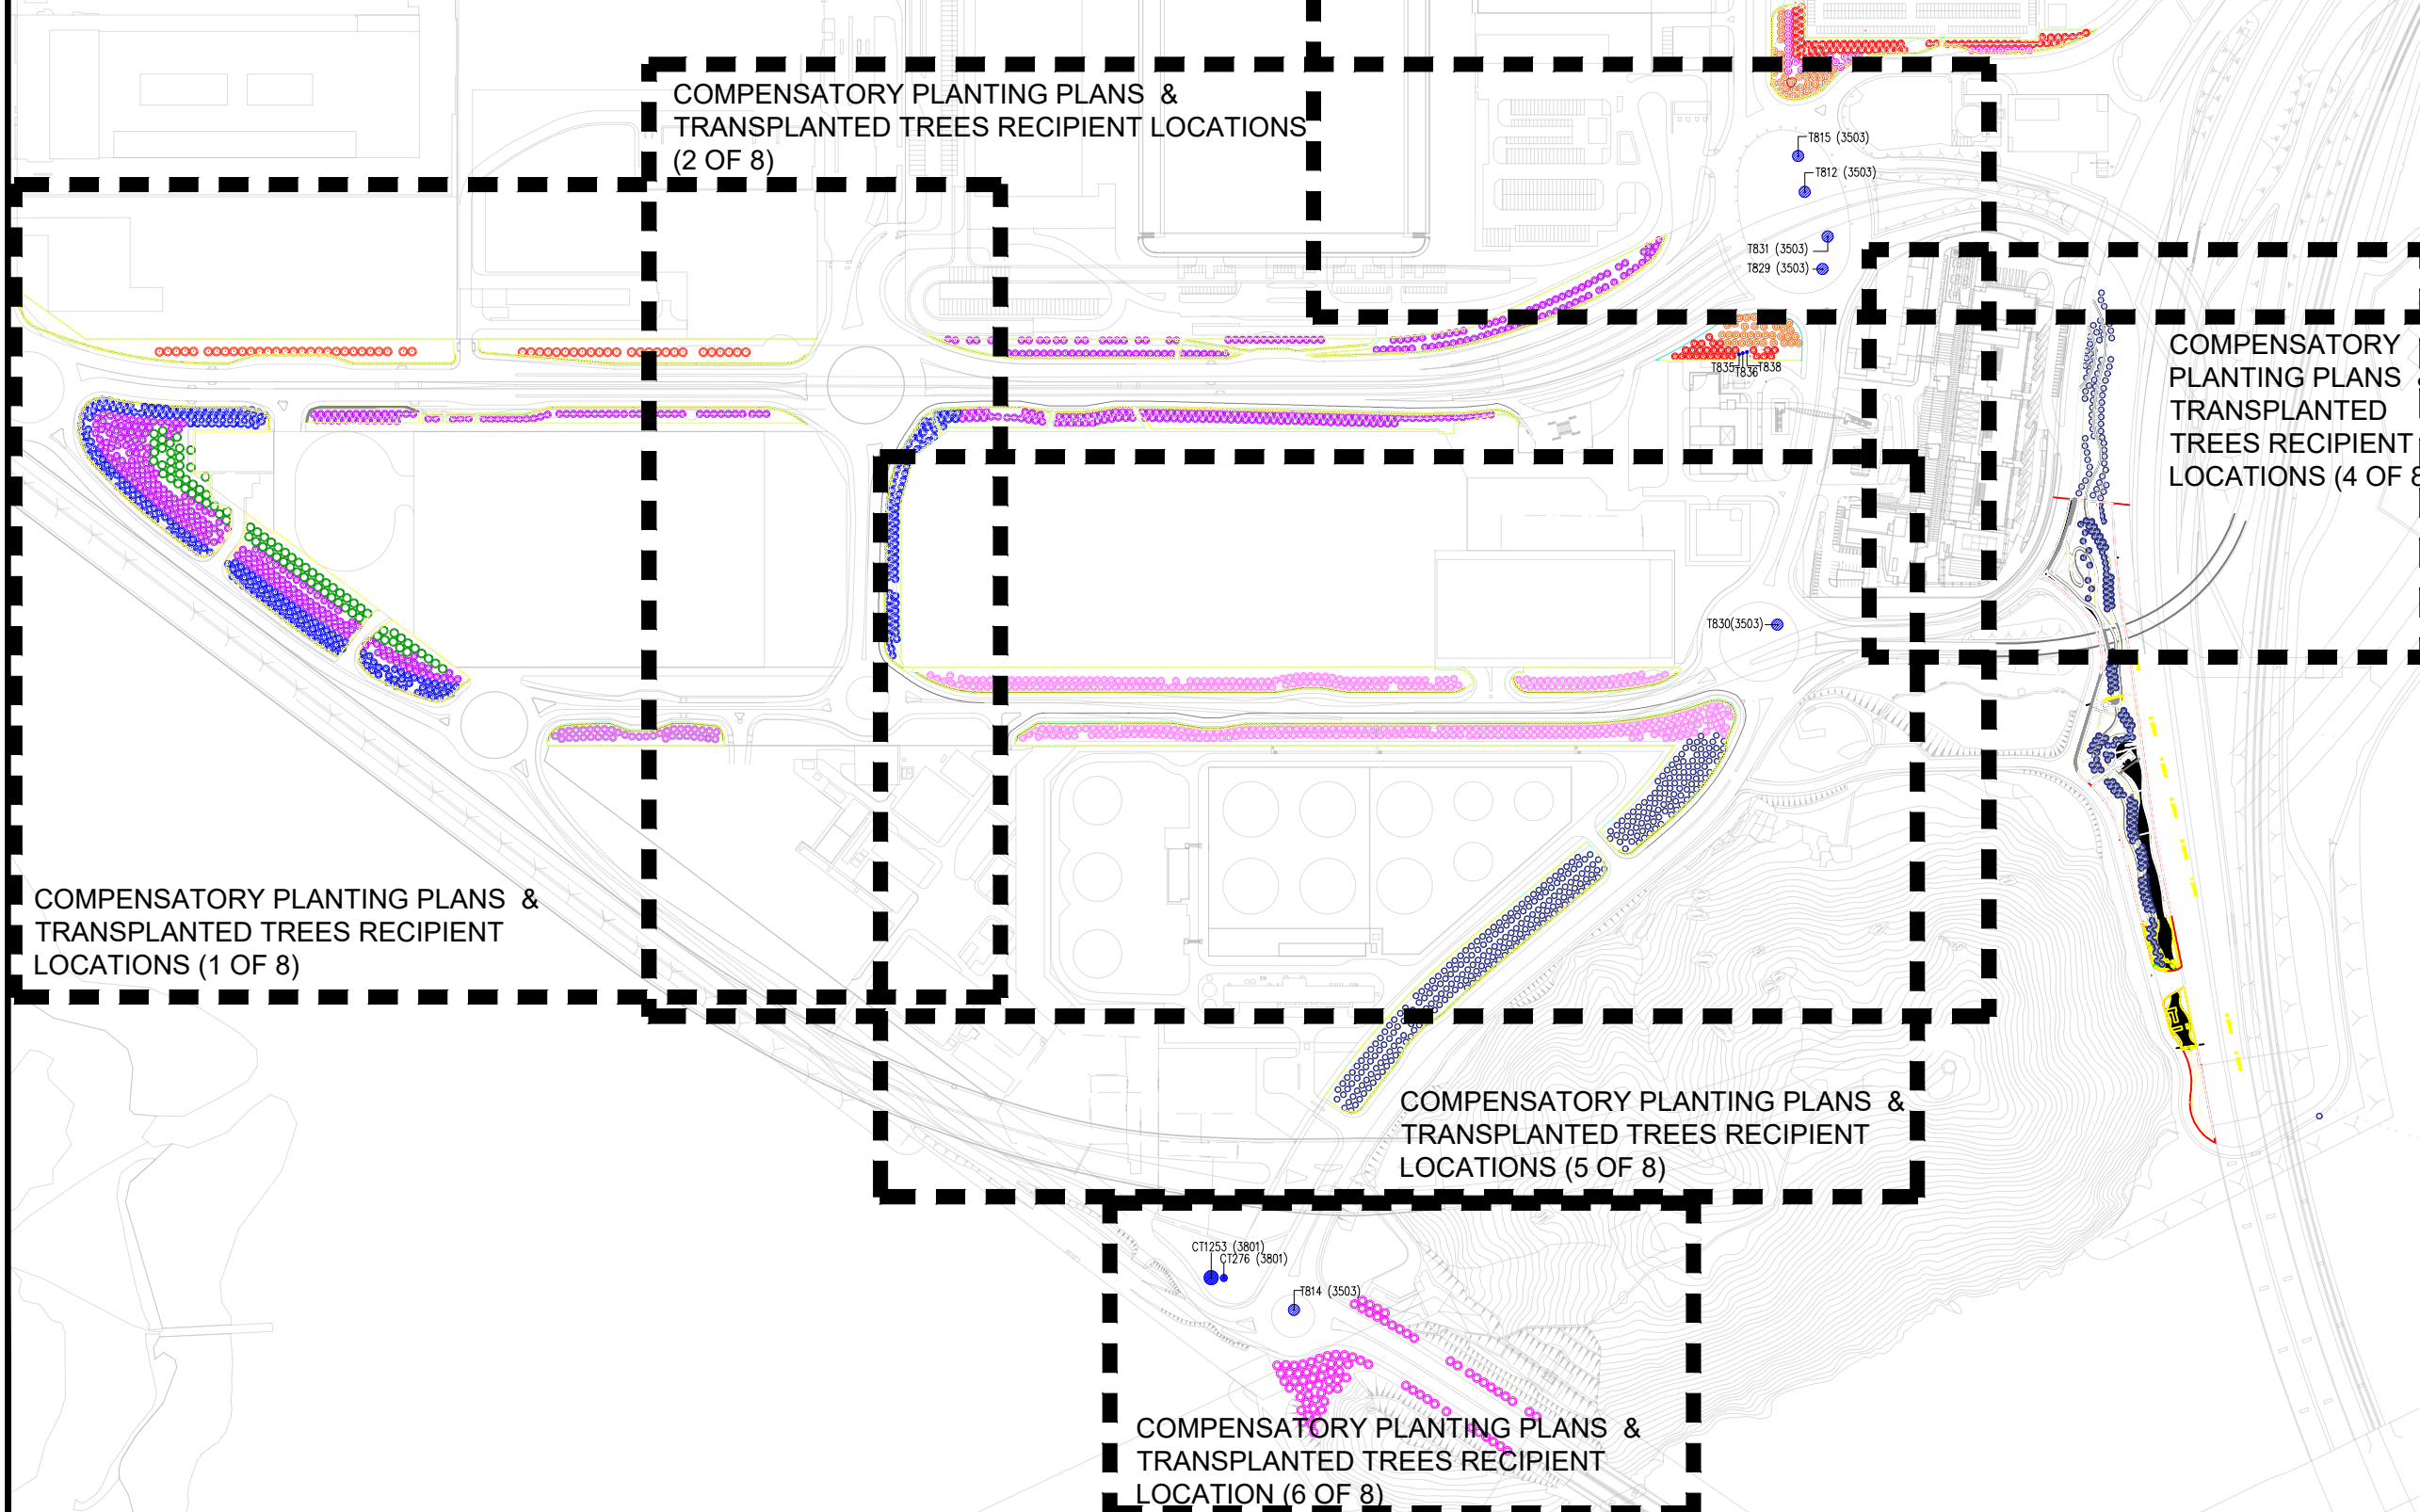 COMPENSATORY PLANTING PLANS &
TRANSPLANTED TREES RECIPIENT LOCATIONS
(2 OF 8)
T815 (3503)
T812 (3503)
T831 (3503)
T829 (3503)
T835
T836
T838
COMPENSATORY
PLANTING PLANS
TRANSPLANTED
TREES RECIPIENT
LOCATIONS (4 OF 8
T830(3503)
COMPENSATORY PLANTING PLANS &
TRANSPLANTED TREES RECIPIENT
LOCATIONS (1 OF 8)
COMPENSATORY PLANTING PLANS &
TRANSPLANTED TREES RECIPIENT
LOCATIONS (5 OF 8)
CT1253 (3801)
CT276 (3801)
T814 (3503)
COMPENSATORY PLANTING PLANS &
TRANSPLANTED TREES RECIPIENT
LOCATION (6 OF 8)